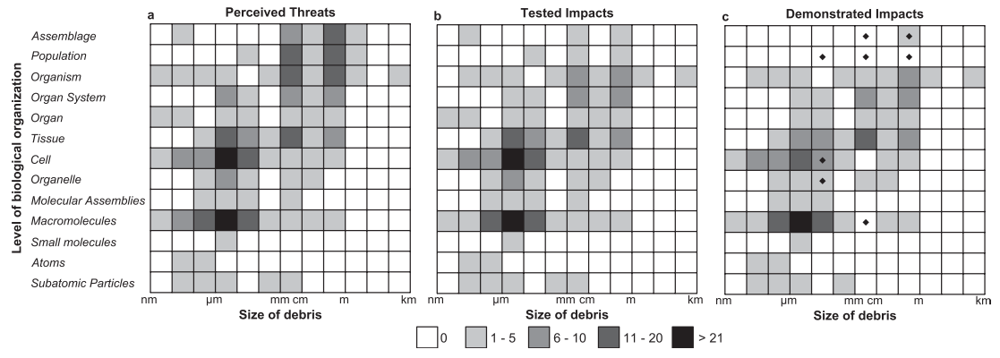 a Perceived Threats
b Tested Impacts
c Demonstrated Impacts
Level of biological organization
Assemblage
Population
Organism
Organ System
Organ
Tissue
Cell
Organelle
Molecular Assemblies
Macromolecules
Small molecules
Atoms
Subatomic Particles
nm µm mm cm m km
nm µm mm cm m km
nm µm mm cm m km
Size of debris
Size of debris
Size of debris
0 1 - 5 6 - 10 11 - 20 > 21